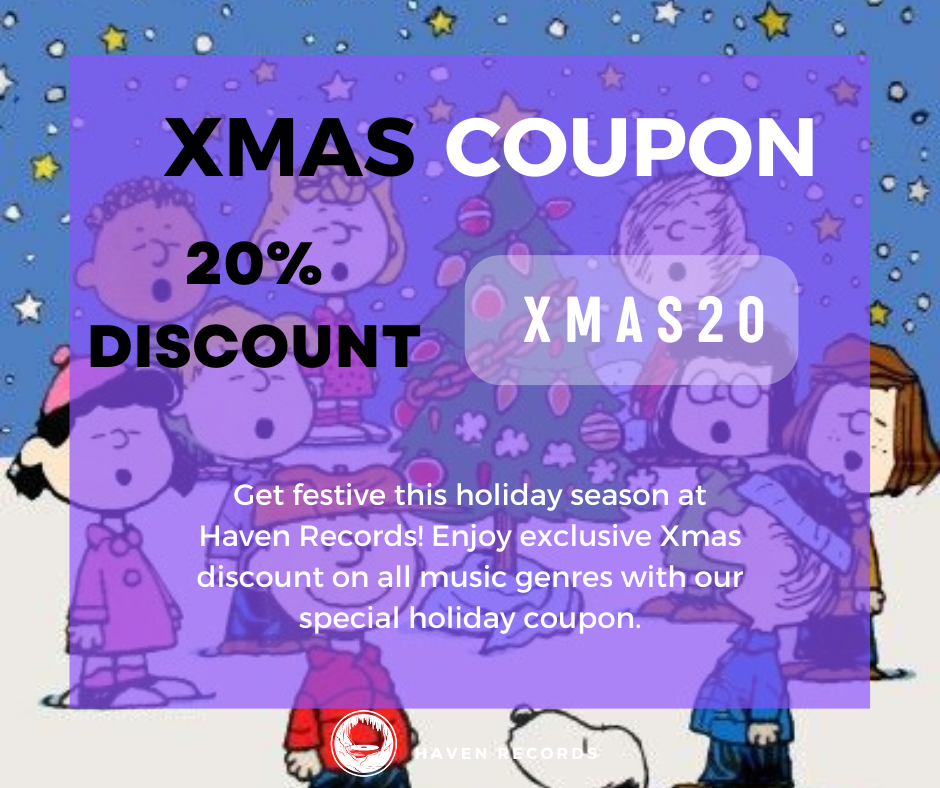 XMAS COUPON
20%
DISCOUNT
XMAS20
Get festive this holiday season at
Haven Records! Enjoy exclusive Xmas
discount on all music genres with our
special holiday coupon.
HAVEN RECORDS